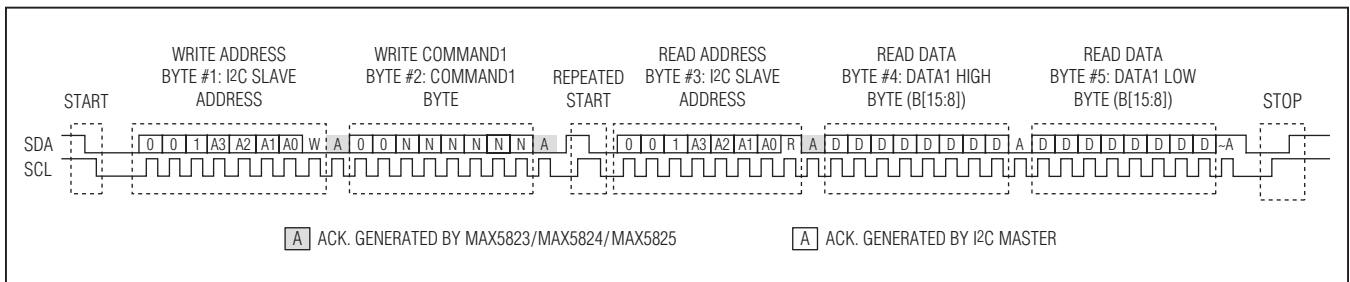 WRITE ADDRESS
BYTE #1: I²C SLAVE
ADDRESS
WRITE COMMAND1
BYTE #2: COMMAND1
BYTE
READ ADDRESS
BYTE #3: I²C SLAVE
ADDRESS
READ DATA
BYTE #4: DATA1 HIGH
BYTE (B[15:8])
READ DATA
BYTE #5: DATA1 LOW
BYTE (B[15:8])
START
REPEATED
START
STOP
SDA 0 0 1 A3 A2 A1 A0 W A 0 0 N N N N N N A 0 0 1 A3 A2 A1 A0 R A D D D D D D D D A D D D D D D D D ~A
SCL
A ACK. GENERATED BY MAX5823/MAX5824/MAX5825
A ACK. GENERATED BY I²C MASTER